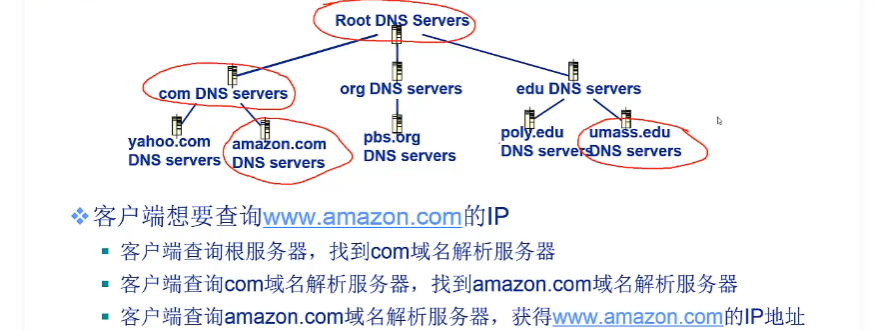 Root DNS Servers
com DNS servers
org DNS servers
edu DNS servers
yahoo.com
DNS servers
amazon.com
DNS servers
pbs.org
DNS servers
poly.edu
DNS servers
umass.edu
DNS servers
客户端想要查询www.amazon.com的IP
客户端查询根服务器，找到com域名解析服务器
客户端查询com域名解析服务器，找到amazon.com域名解析服务器
客户端查询amazon.com域名解析服务器，获得www.amazon.com的IP地址